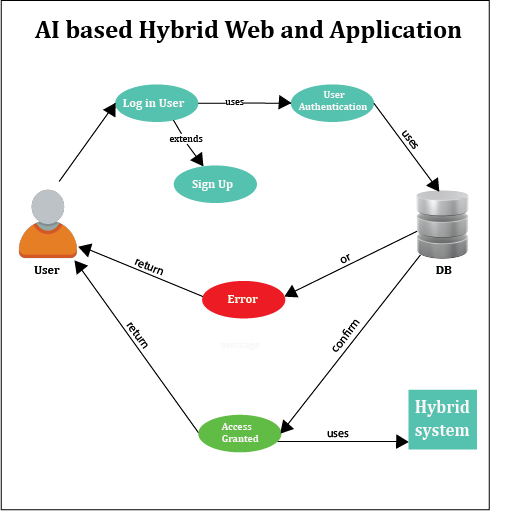 AI based Hybrid Web and Application
Log in User
uses
User
Authentication
extends
uses
Sign Up
User
DB
or
return
Error
confirm
return
message
Hybrid
system
Access
Granted
uses